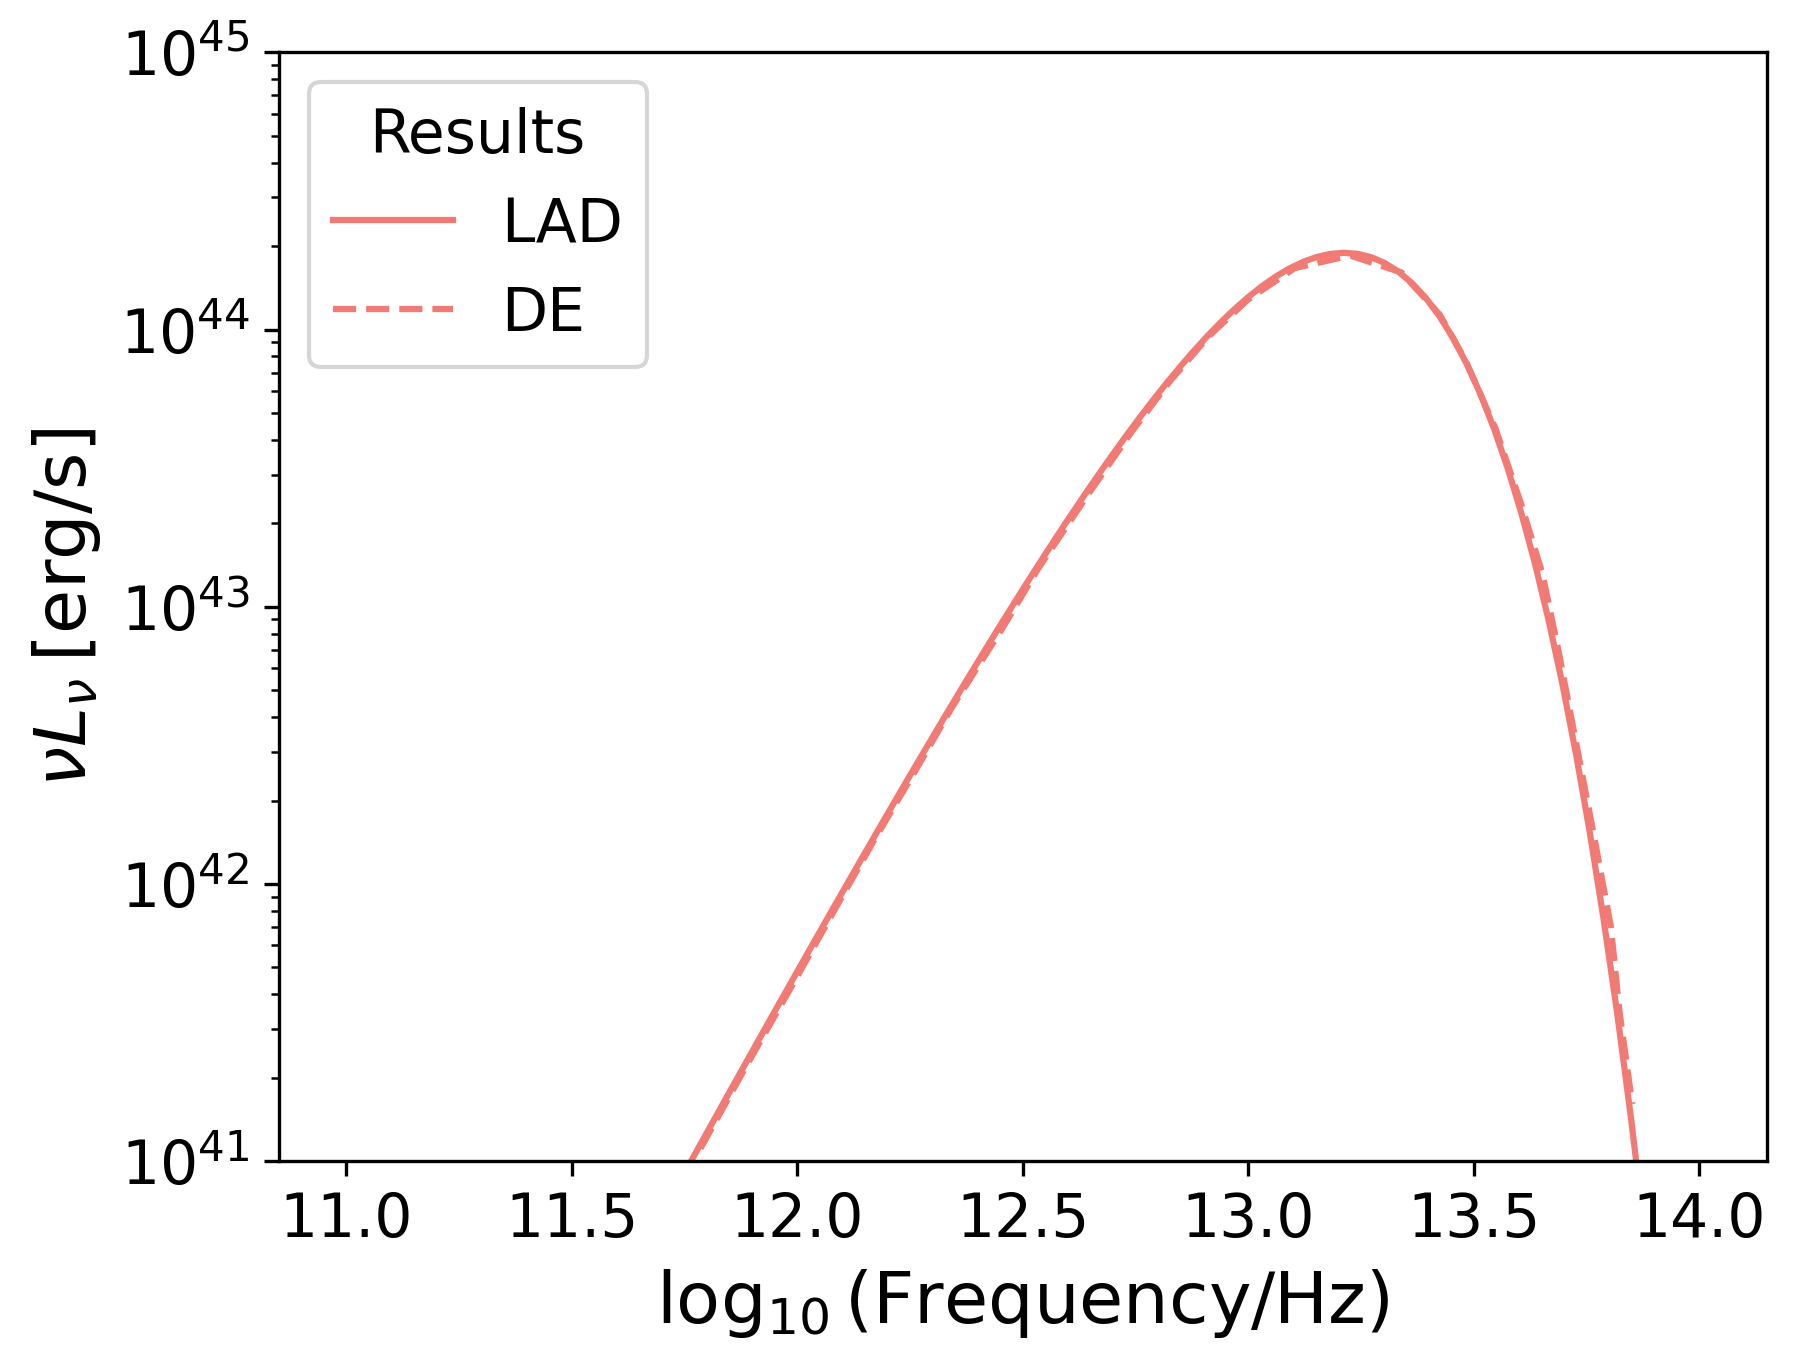 10^45
10^44
10^43
10^42
10^41
νL_ν [erg/s]
Results
LAD
DE
11.0 11.5 12.0 12.5 13.0 13.5 14.0
log_10 (Frequency/Hz)